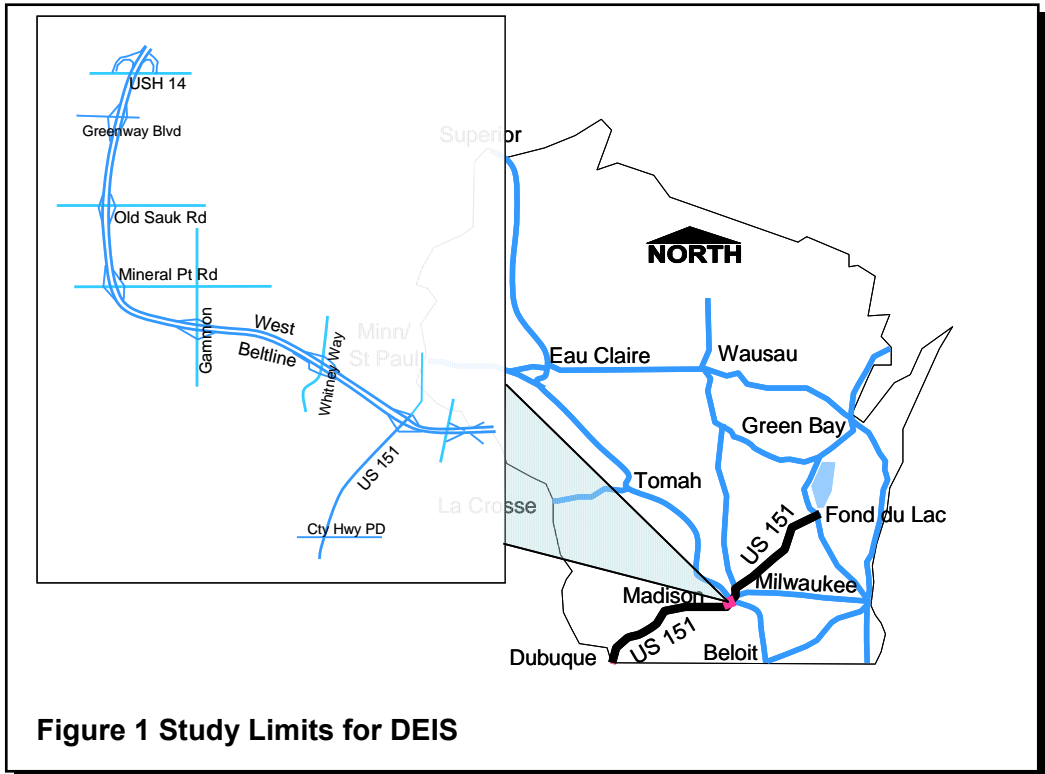 USH 14
Greenway Blvd
Old Sauk Rd
Mineral Pt Rd
Gammon
West
Beltline
Whitney Way
US 151
Cty Hwy PD
Superior
NORTH
Minn/
St Paul
Eau Claire
Wausau
Green Bay
Tomah
La Crosse
Fond du Lac
US 151
Madison
Milwaukee
US 151
Dubuque
Beloit
Figure 1 Study Limits for DEIS